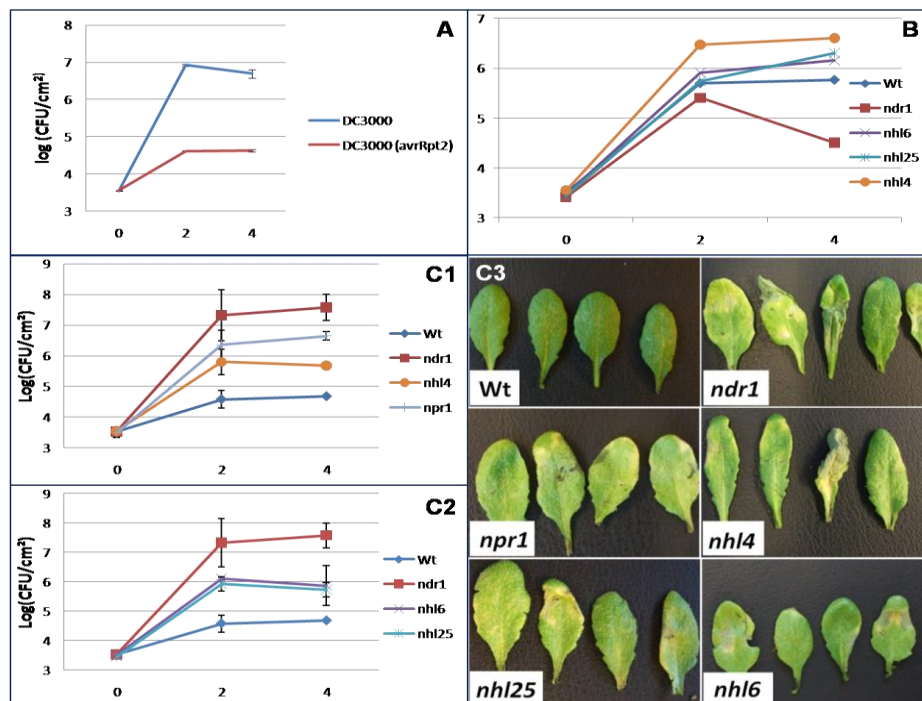 A
log (CFU/cm²)
8
7
6
5
4
3
0 2 4
DC3000
DC3000 (avrRpt2)
B
7
6
5
4
3
0 2 4
Wt
ndr1
nhl6
nhl25
nhl4
C1
Log(CFU/cm²)
9
8
7
6
5
4
3
0 2 4
Wt
ndr1
nhl4
npr1
C2
Log(CFU/cm²)
9
8
7
6
5
4
3
0 2 4
Wt
ndr1
nhl6
nhl25
C3
Wt
ndr1
npr1
nhl4
nhl25
nhl6